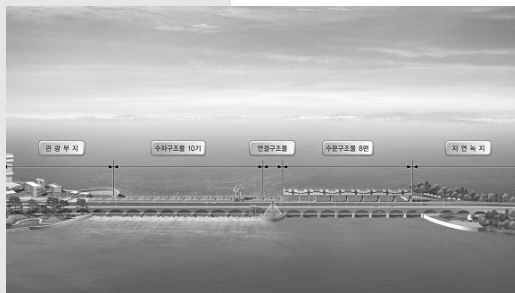 관 광 부 지
수차구조물 10기
연결구조물
수문구조물 8련
자 연 녹 지